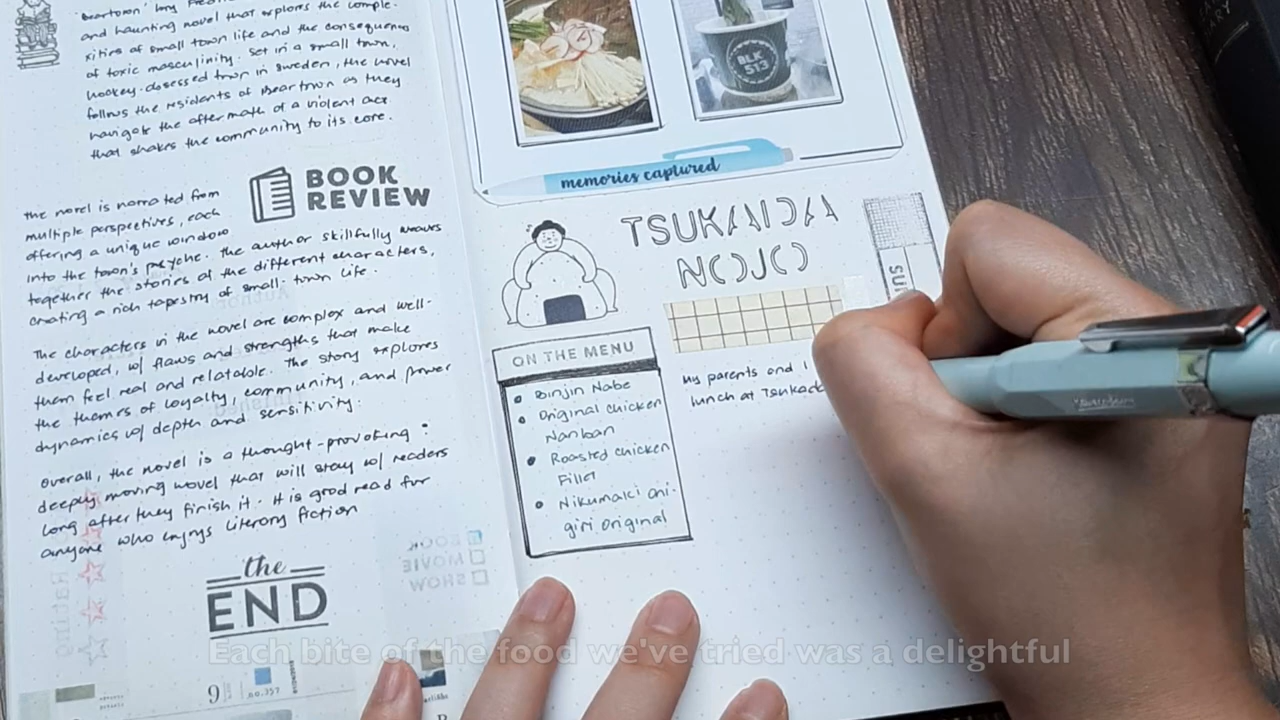 "Beartown" by
and haunting novel that explores the comple-
xities of small town life and the consequences
of toxic masculinity. Set in a small town,
hockey-obsessed town in Sweden, the novel
follows the residents of Beartown as they
navigate the aftermath of a violent act
that shakes the community to its core.
BOOK
REVIEW
The novel is narrated from
multiple perspectives, each
offering a unique window
into the town's psyche. The author skillfully weaves
together the stories of the different characters,
creating a rich tapestry of small-town life.
The characters in the novel are complex and well-
developed, w/ flaws and strengths that make
them feel real and relatable. The story explores
the themes of loyalty, community, and power
dynamics w/ depth and sensitivity.
Overall, the novel is a thought-provoking &
deeply moving novel that will stay w/ readers
long after they finish it. It is good read for
anyone who enjoys literary fiction
the
END
BOOK
MOVIE
SHOW
9
no.357
BLK
513
memories captured
TSUKADA
NOJO
SU
ON THE MENU
• Binjin Nabe
• Original Chicken
Nanban
• Roasted Chicken
Fillet
• Nikumaki Oni-
giri Original
My parents and I
lunch at Tsukad
Each bite of the food we've tried was a delightful